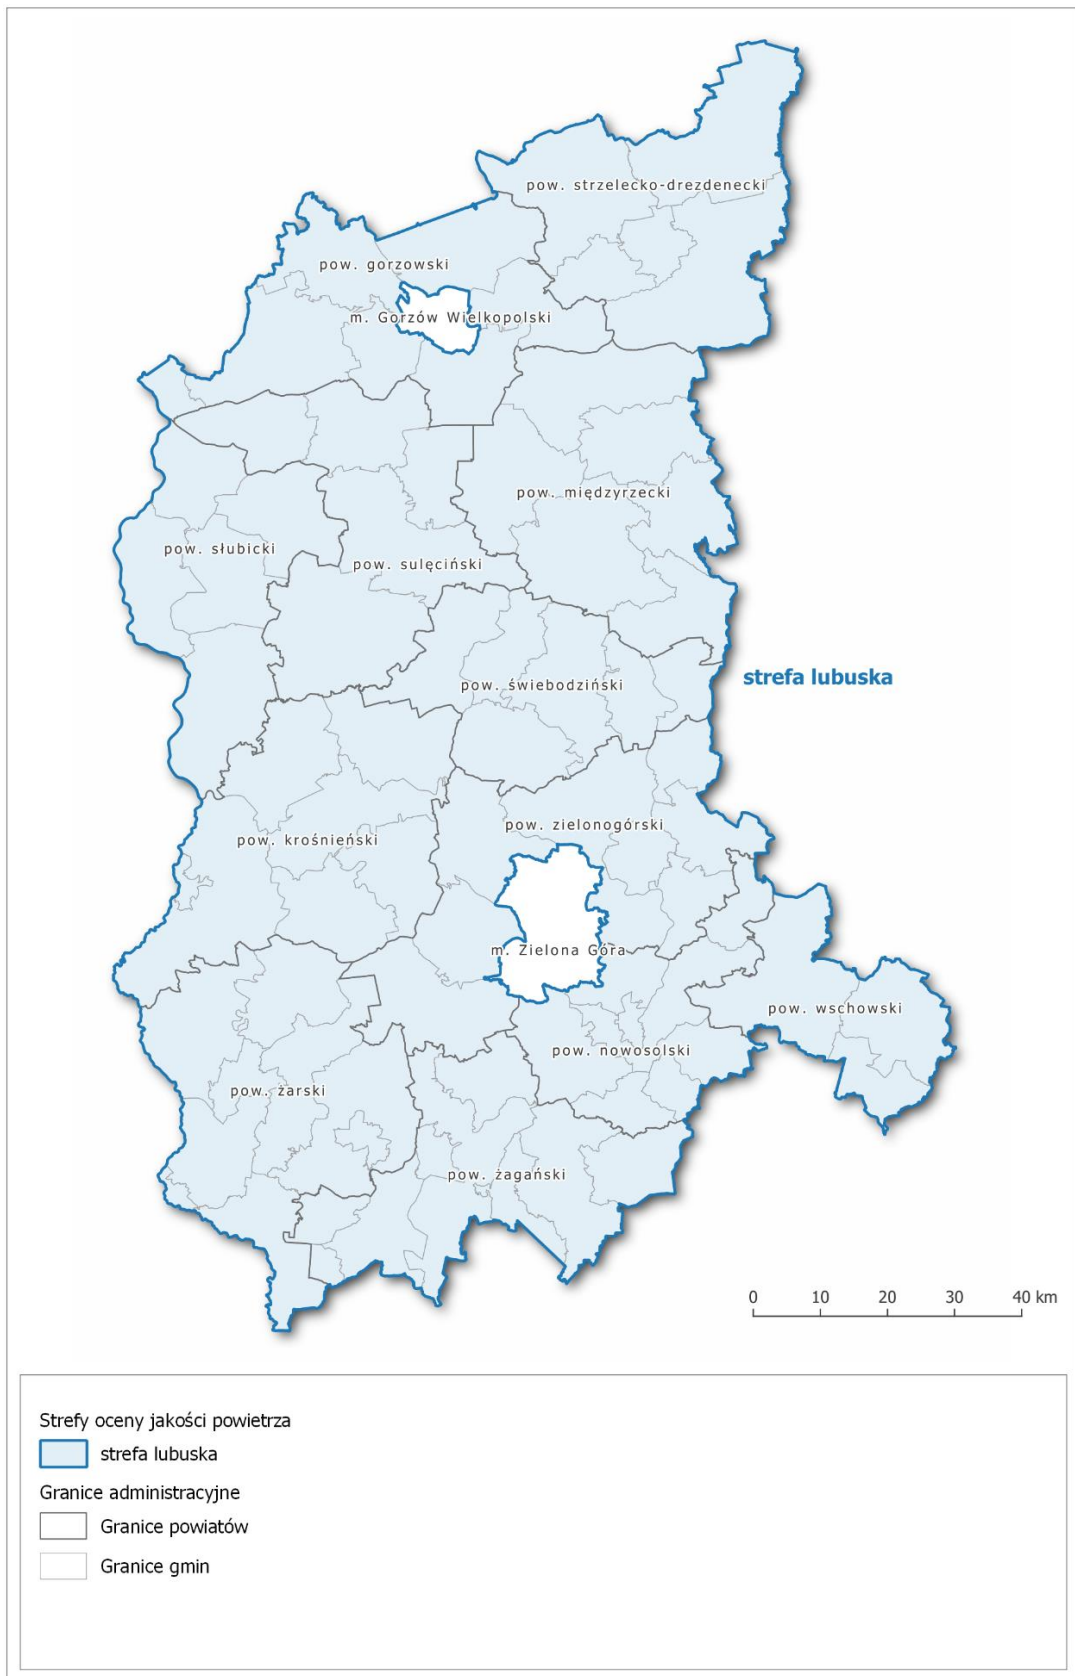 pow. strzelecko-drezdenecki
pow. gorzowski
m. Gorzów Wielkopolski
pow. międzyrzecki
pow. słubicki
pow. sulęciński
strefa lubuska
pow. świebodziński
pow. zielonogórski
pow. krośnieński
m. Zielona Góra
pow. wschowski
pow. nowosolski
pow. żarski
pow. żagański
0 10 20 30 40 km
Strefy oceny jakości powietrza
strefa lubuska
Granice administracyjne
Granice powiatów
Granice gmin